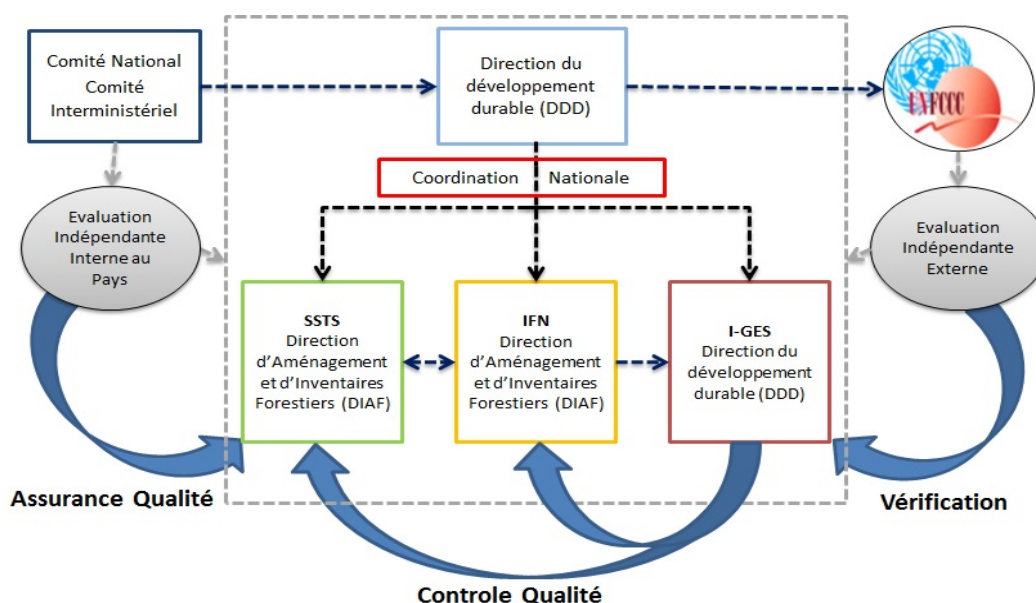 Comité National
Comité
Interministériel
Direction du
développement
durable (DDD)
UNFCCC
Coordination Nationale
Evaluation
Indépendante
Interne au
Pays
Evaluation
Indépendante
Externe
SSTS
Direction
d’Aménagement
et d’Inventaires
Forestiers (DIAF)
IFN
Direction
d’Aménagement
et d’Inventaires
Forestiers (DIAF)
I-GES
Direction du
développement
durable (DDD)
Assurance Qualité
Vérification
Controle Qualité